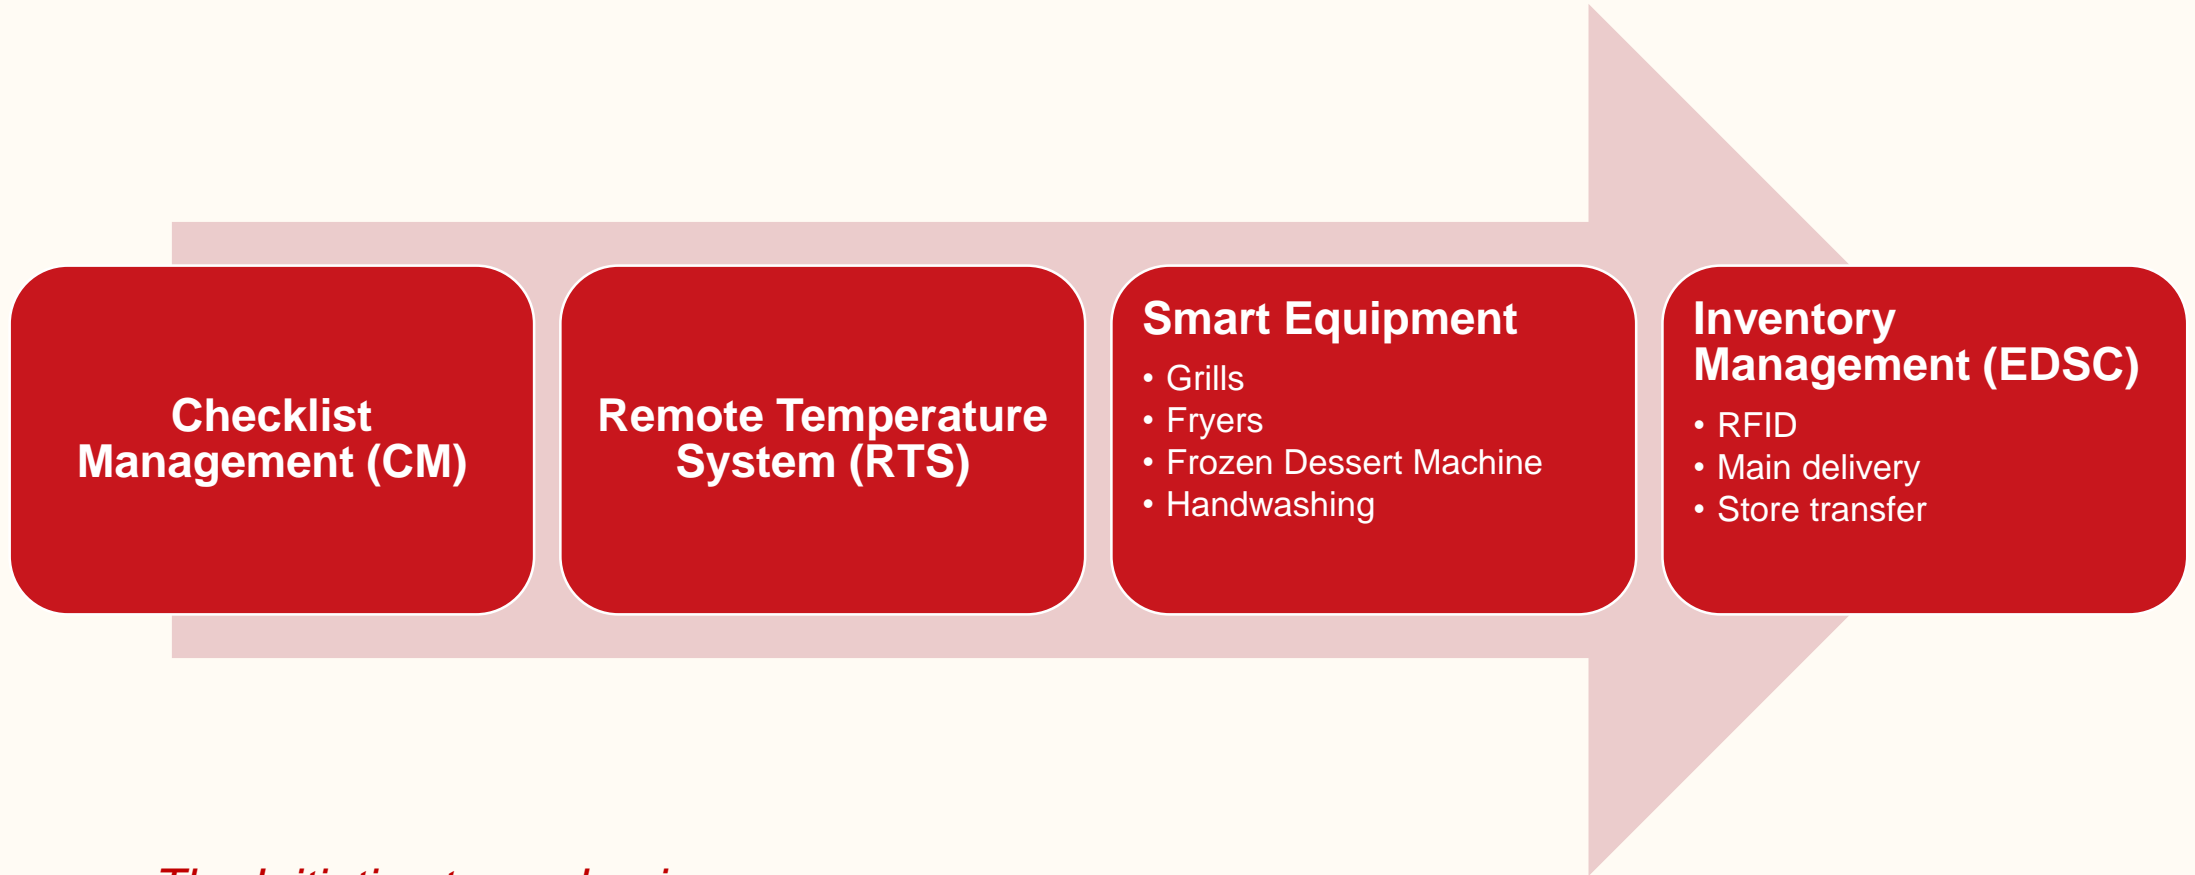 Checklist
Management (CM)
Remote Temperature
System (RTS)
Smart Equipment
• Grills
• Fryers
• Frozen Dessert Machine
• Handwashing
Inventory
Management (EDSC)
• RFID
• Main delivery
• Store transfer
The